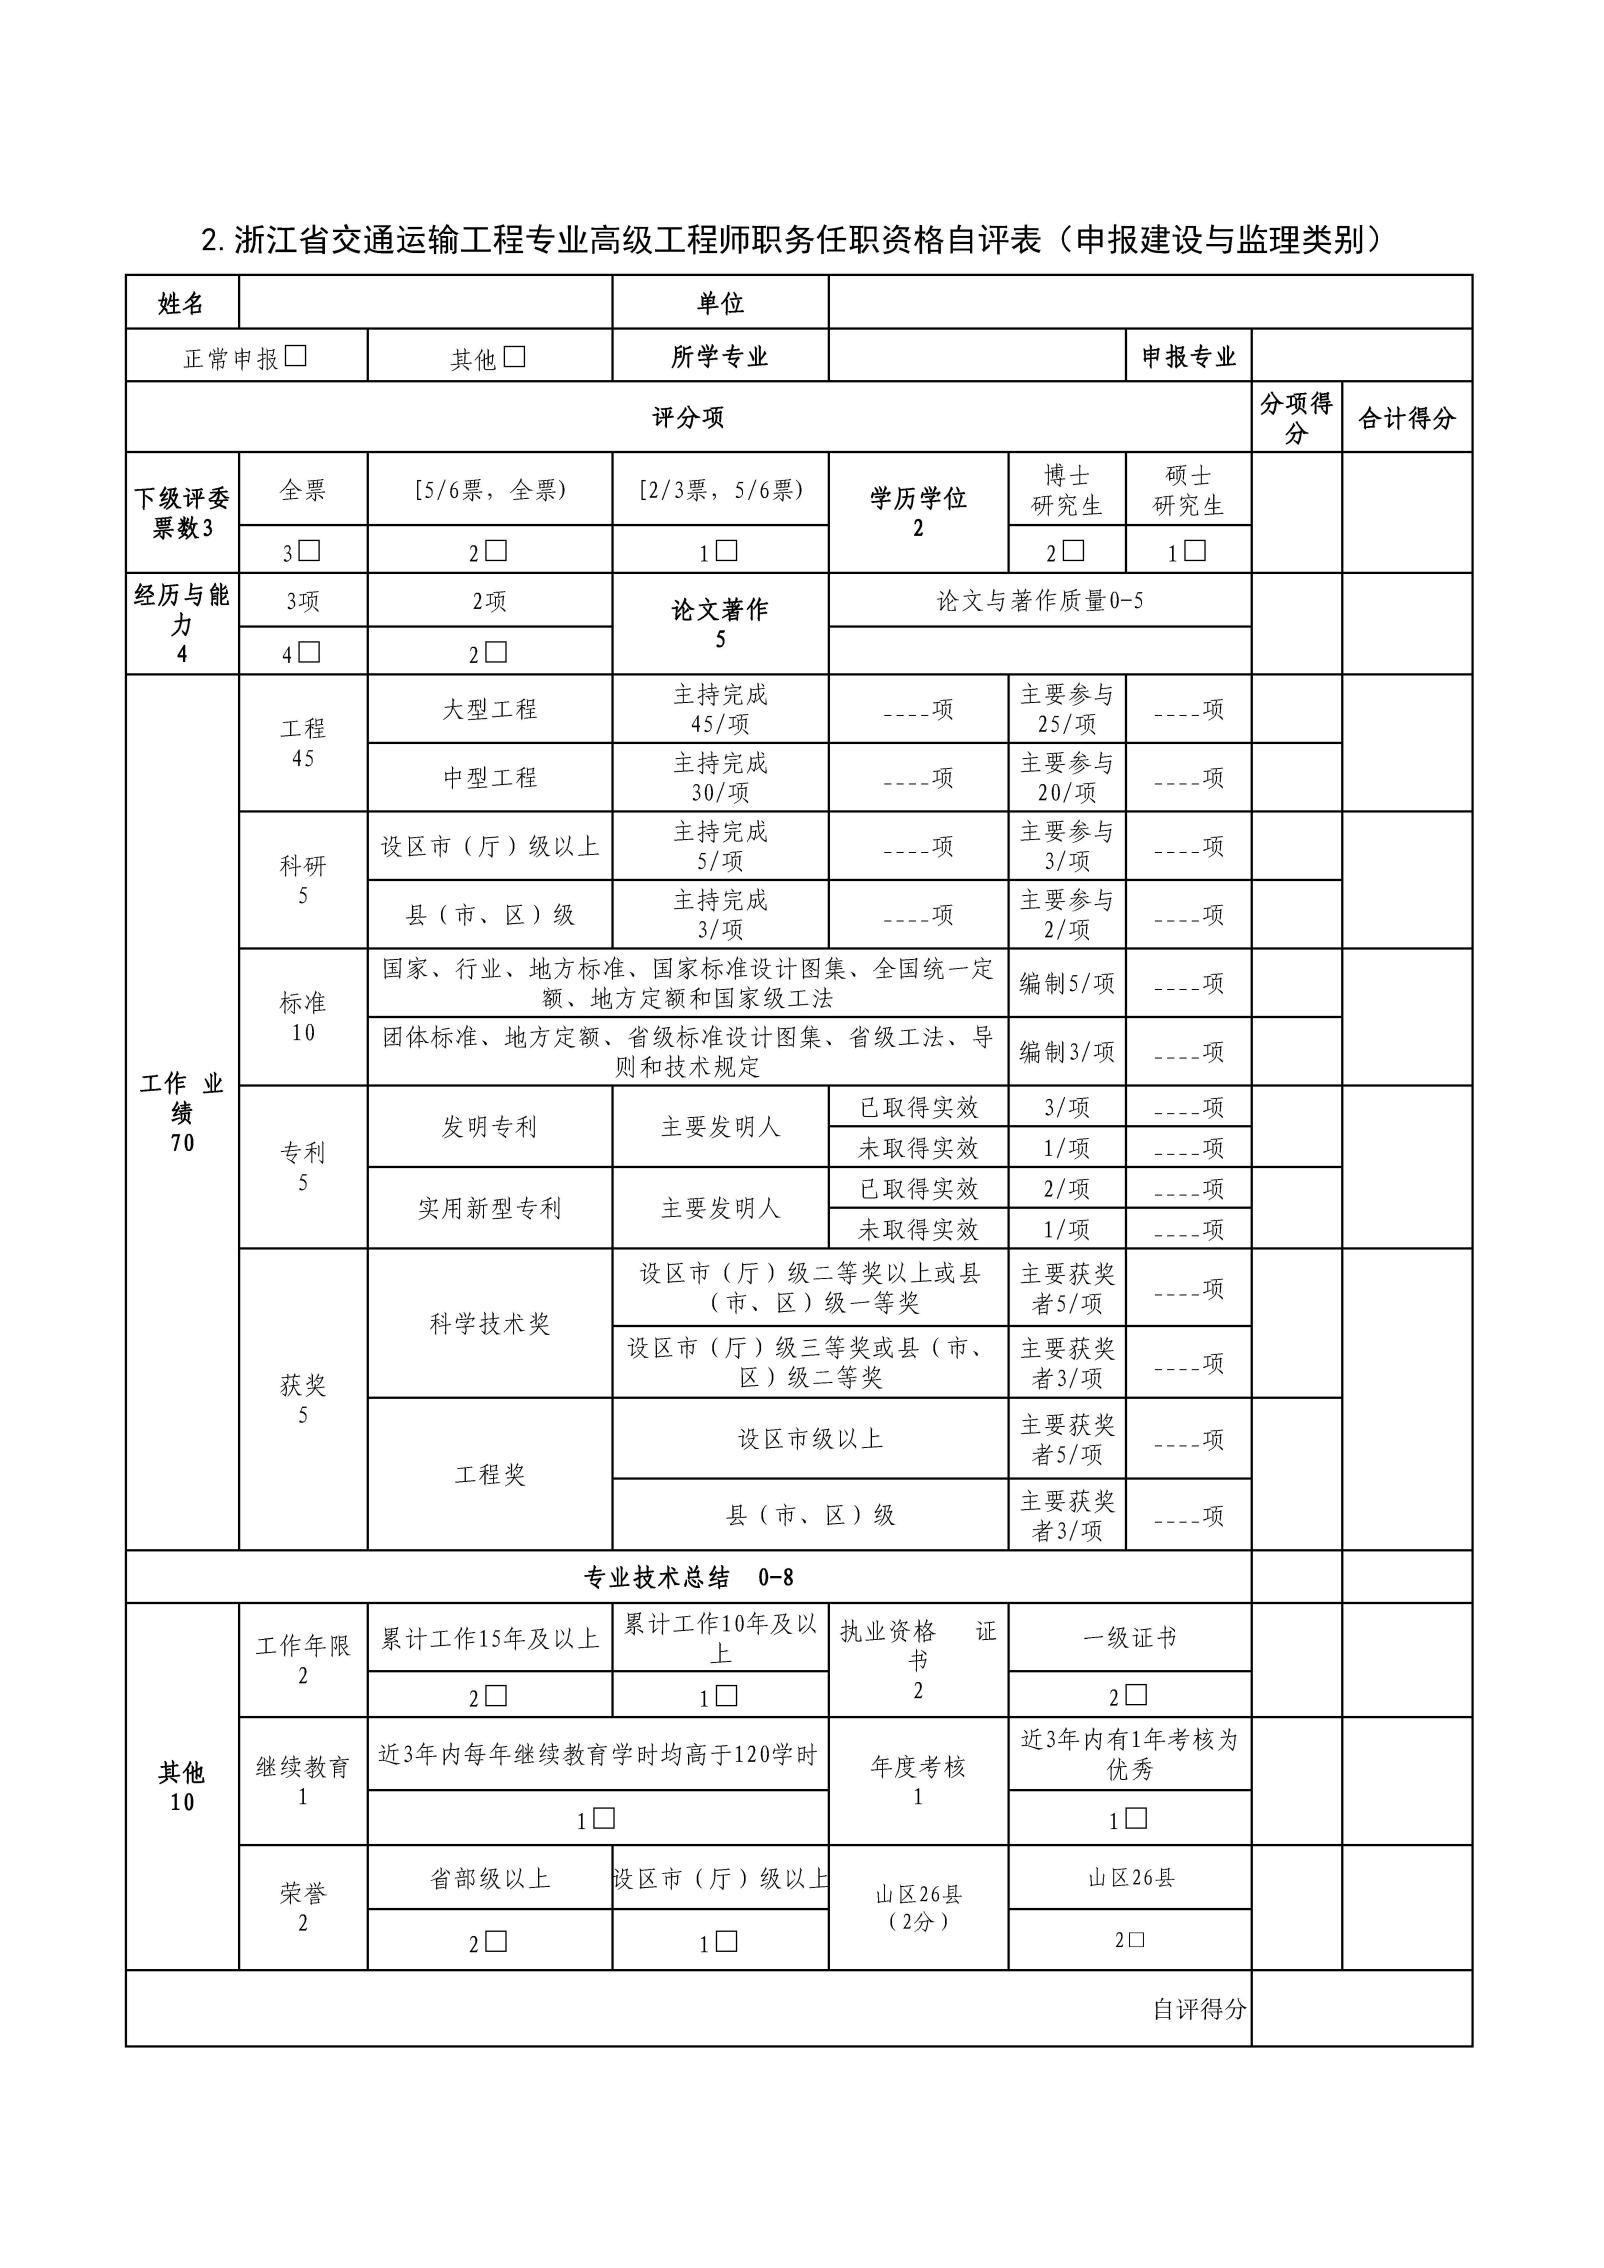 2.浙江省交通运输工程专业高级工程师职务任职资格自评表（申报建设与监理类别）
姓名
单位
正常申报□
其他□
所学专业
申报专业
评分项
分项得
分
合计得分
下级评委
票数3
全票
[5/6票，全票)
[2/3票，5/6票)
学历学位
2
博士
研究生
硕士
研究生
3□
2□
1□
2□
1□
经历与能
力
4
3项
2项
论文著作
5
论文与著作质量0-5
4□
2□
工作 业
绩
70
工程
45
大型工程
主持完成
45/项
----项
主要参与
25/项
----项
中型工程
主持完成
30/项
----项
主要参与
20/项
----项
科研
5
设区市（厅）级以上
主持完成
5/项
----项
主要参与
3/项
----项
县（市、区）级
主持完成
3/项
----项
主要参与
2/项
----项
标准
10
国家、行业、地方标准、国家标准设计图集、全国统一定
额、地方定额和国家级工法
编制5/项
----项
团体标准、地方定额、省级标准设计图集、省级工法、导
则和技术规定
编制3/项
----项
专利
5
发明专利
主要发明人
已取得实效
3/项
----项
未取得实效
1/项
----项
实用新型专利
主要发明人
已取得实效
2/项
----项
未取得实效
1/项
----项
获奖
5
科学技术奖
设区市（厅）级二等奖以上或县
（市、区）级一等奖
主要获奖
者5/项
----项
设区市（厅）级三等奖或县（市、
区）级二等奖
主要获奖
者3/项
----项
工程奖
设区市级以上
主要获奖
者5/项
----项
县（市、区）级
主要获奖
者3/项
----项
专业技术总结 0-8
其他
10
工作年限
2
累计工作15年及以上
累计工作10年及以
上
执业资格 证
书
2
一级证书
2□
1□
2□
继续教育
1
近3年内每年继续教育学时均高于120学时
年度考核
1
近3年内有1年考核为
优秀
1□
1□
荣誉
2
省部级以上
设区市（厅）级以上
山区26县
（2分）
山区26县
2□
1□
2□
自评得分